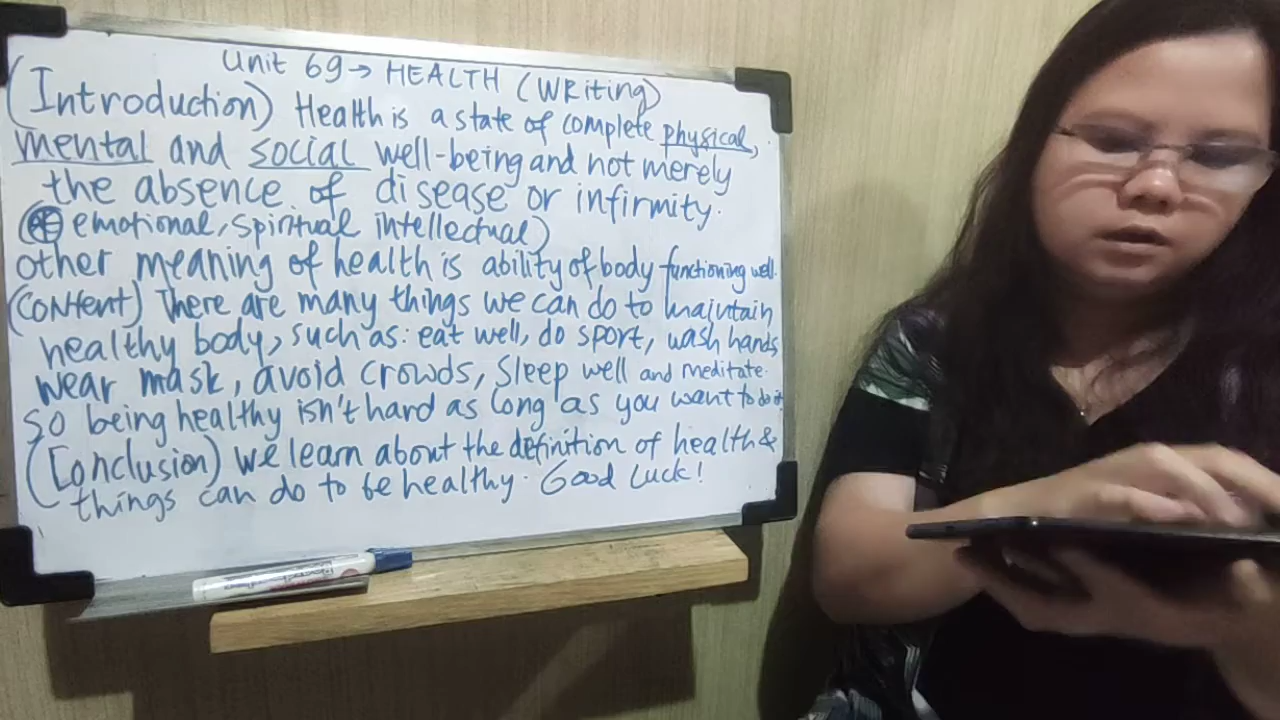 Unit 69 → HEALTH (WRiting)
(Introduction) Health is a state of complete physical,
mental and social well-being and not merely
the absence of disease or infirmity.
( emotional, spiritual intellectual)
other meaning of health is ability of body functioning well.
(CONtENt) There are many things we can do to maintain
healthy body, such as: eat well, do sport, wash hands
wear mask, avoid crowds, Sleep well and meditate.
So being healthy isn't hard as long as you want to do it
(Conclusion) we learn about the definition of health &
things can do to be healthy. Good Luck!